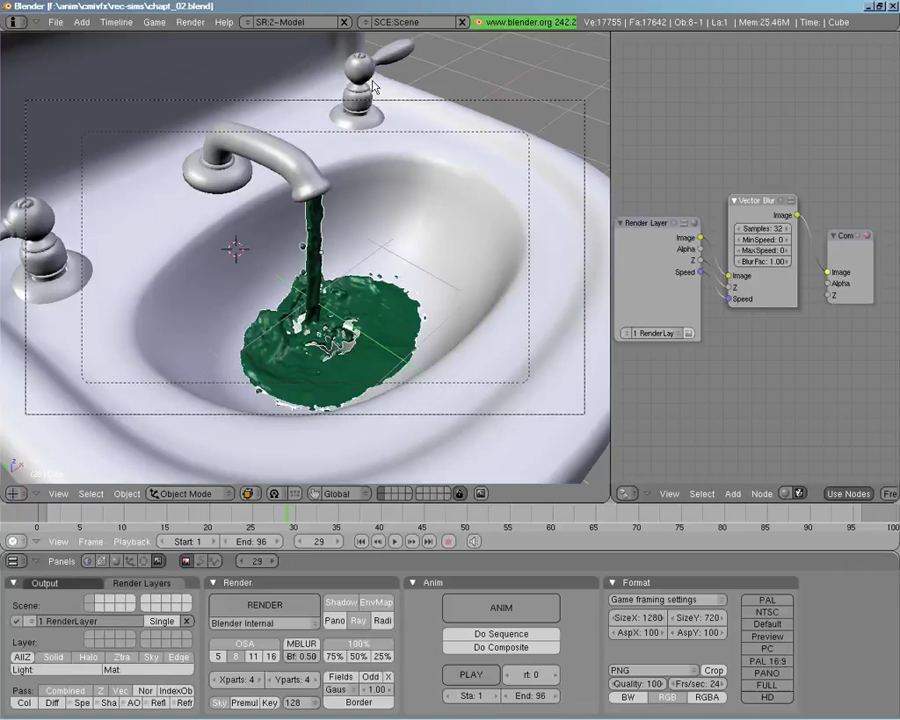 Blender [f:\anim\cmivfx\rec-sims\chapt_02.blend]
File Add Timeline Game Render Help SR:2-Model SCE:Scene www.blender.org 242.2 Ve:17755 | Fa:17642 | Ob:8-1 | La:1 | Mem:25.46M | Time: | Cube
Vector Blur
Image
Render Layer
Samples: 32
Com
Image
MinSpeed: 0
Alpha
MaxSpeed: 0
Z
BlurFac: 1.00
Speed
Image
Image
Z
Alpha
Speed
Z
1 RenderLay
View Select Object Object Mode Global View Select Add Node Use Nodes Fre
0 5 10 15 20 25 30 35 40 45 50 55 60 65 70 75 80 85 90 95 100
View Frame Playback Start: 1 End: 96 29
Panels 29
Output Render Layers
Scene:
1 RenderLayer Single
Layer:
AllZ Solid Halo Ztra Sky Edge
Light: Mat:
Pass: Combined Z Vec Nor IndexOb
Col Diff Spe Sha AO Refl Refr
Render
RENDER
Blender Internal
Shadow EnvMap
Pano Ray Radi
OSA MBLUR 100%
5 8 11 16 Bf: 0.50 75% 50% 25%
Xparts: 4 Yparts: 4 Fields Odd X
Gaus 1.00
Sky Premul Key 128 Border
Anim
ANIM
Do Sequence
Do Composite
PLAY rt: 0
Sta: 1 End: 96
Format
Game framing settings
SizeX: 1280 SizeY: 720
AspX: 100 AspY: 100
PNG Crop
Quality: 100 Frs/sec: 24
BW RGB RGBA
PAL
NTSC
Default
Preview
PC
PAL 16:9
PANO
FULL
HD